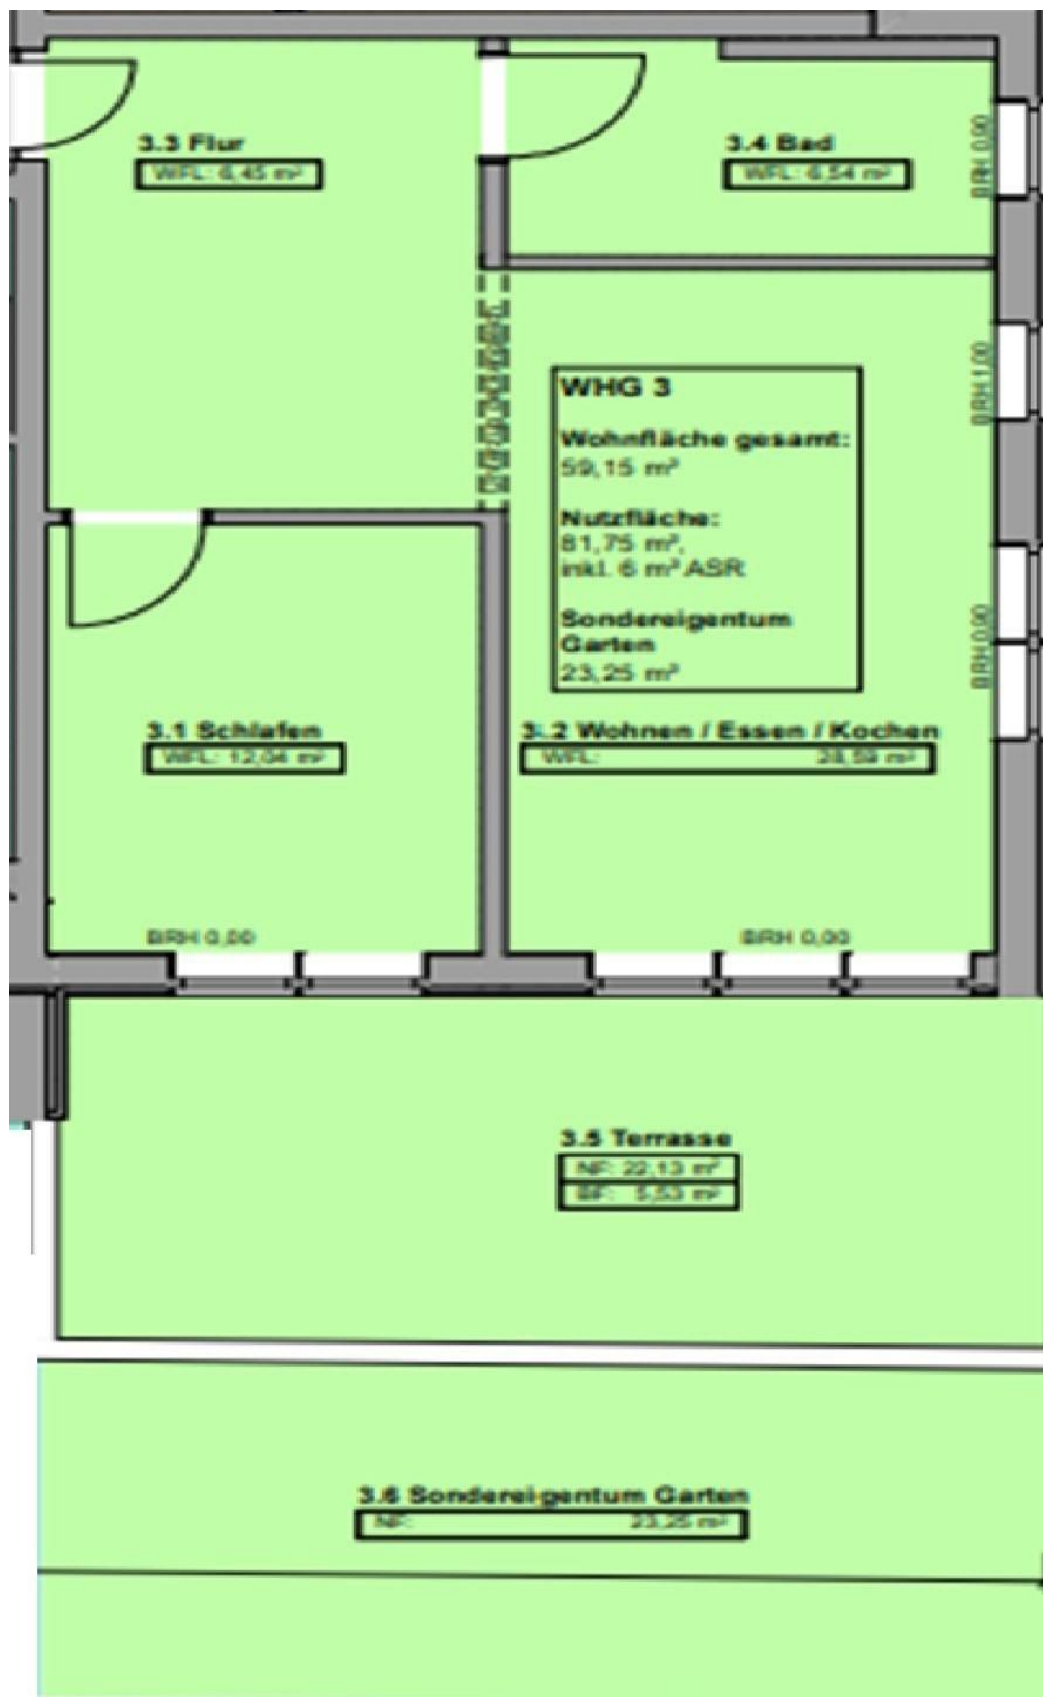 3.3 Flur
WFL: 6,45 m²
3.4 Bad
WFL: 6,54 m²
BRH 0,90
BRH 1,00
WHG 3
Wohnfläche gesamt:
59,15 m²
Nutzfläche:
81,75 m²,
inkl. 6 m² ASR
Sondereigentum
Garten
23,25 m²
BRH 0,90
3.1 Schlafen
WFL: 12,04 m²
3.2 Wohnen / Essen / Kochen
WFL: 28,59 m²
BRH 0,00
BRH 0,00
3.5 Terrasse
NF: 22,13 m²
BF: 5,53 m²
3.6 Sondereigentum Garten
NF: 23,25 m²